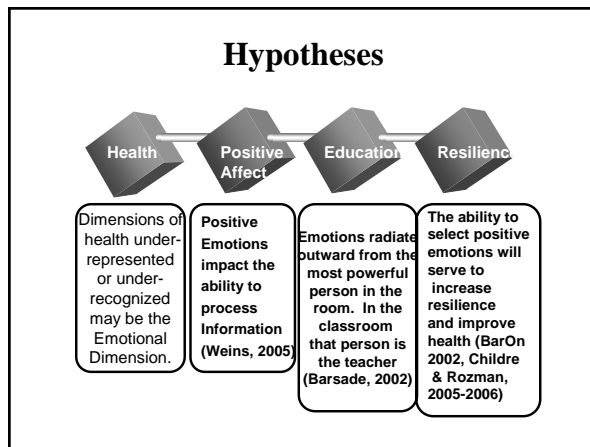 Hypotheses
Health
Positive
Affect
Education
Resilience
Dimensions of
health under-
represented
or under-
recognized
may be the
Emotional
Dimension.
Positive
Emotions
impact the
ability to
process
Information
(Weins, 2005)
Emotions radiate
outward from the
most powerful
person in the
room. In the
classroom
that person is
the teacher
(Barsade, 2002)
The ability to
select positive
emotions will
serve to
increase
resilience
and improve
health (BarOn
2002, Childre
& Rozman,
2005-2006)